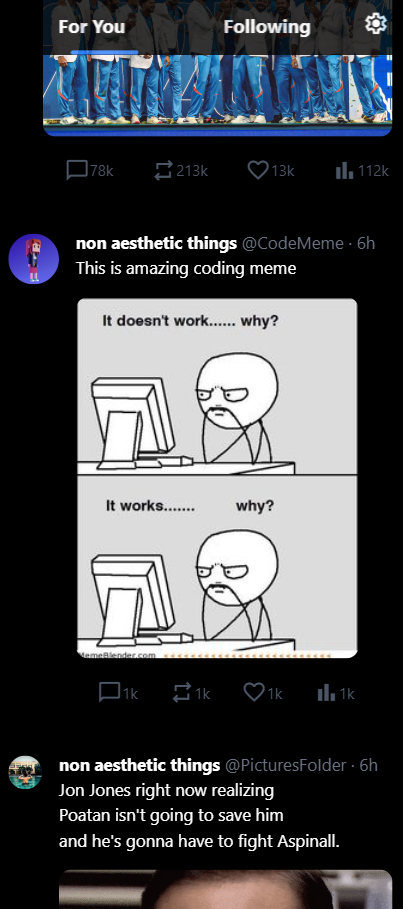 For You Following
78k 213k 13k 112k
non aesthetic things @CodeMeme · 6h
This is amazing coding meme
It doesn't work...... why?
It works....... why?
MemeBlender.com
1k 1k 1k 1k
non aesthetic things @PicturesFolder · 6h
Jon Jones right now realizing
Poatan isn't going to save him
and he's gonna have to fight Aspinall.